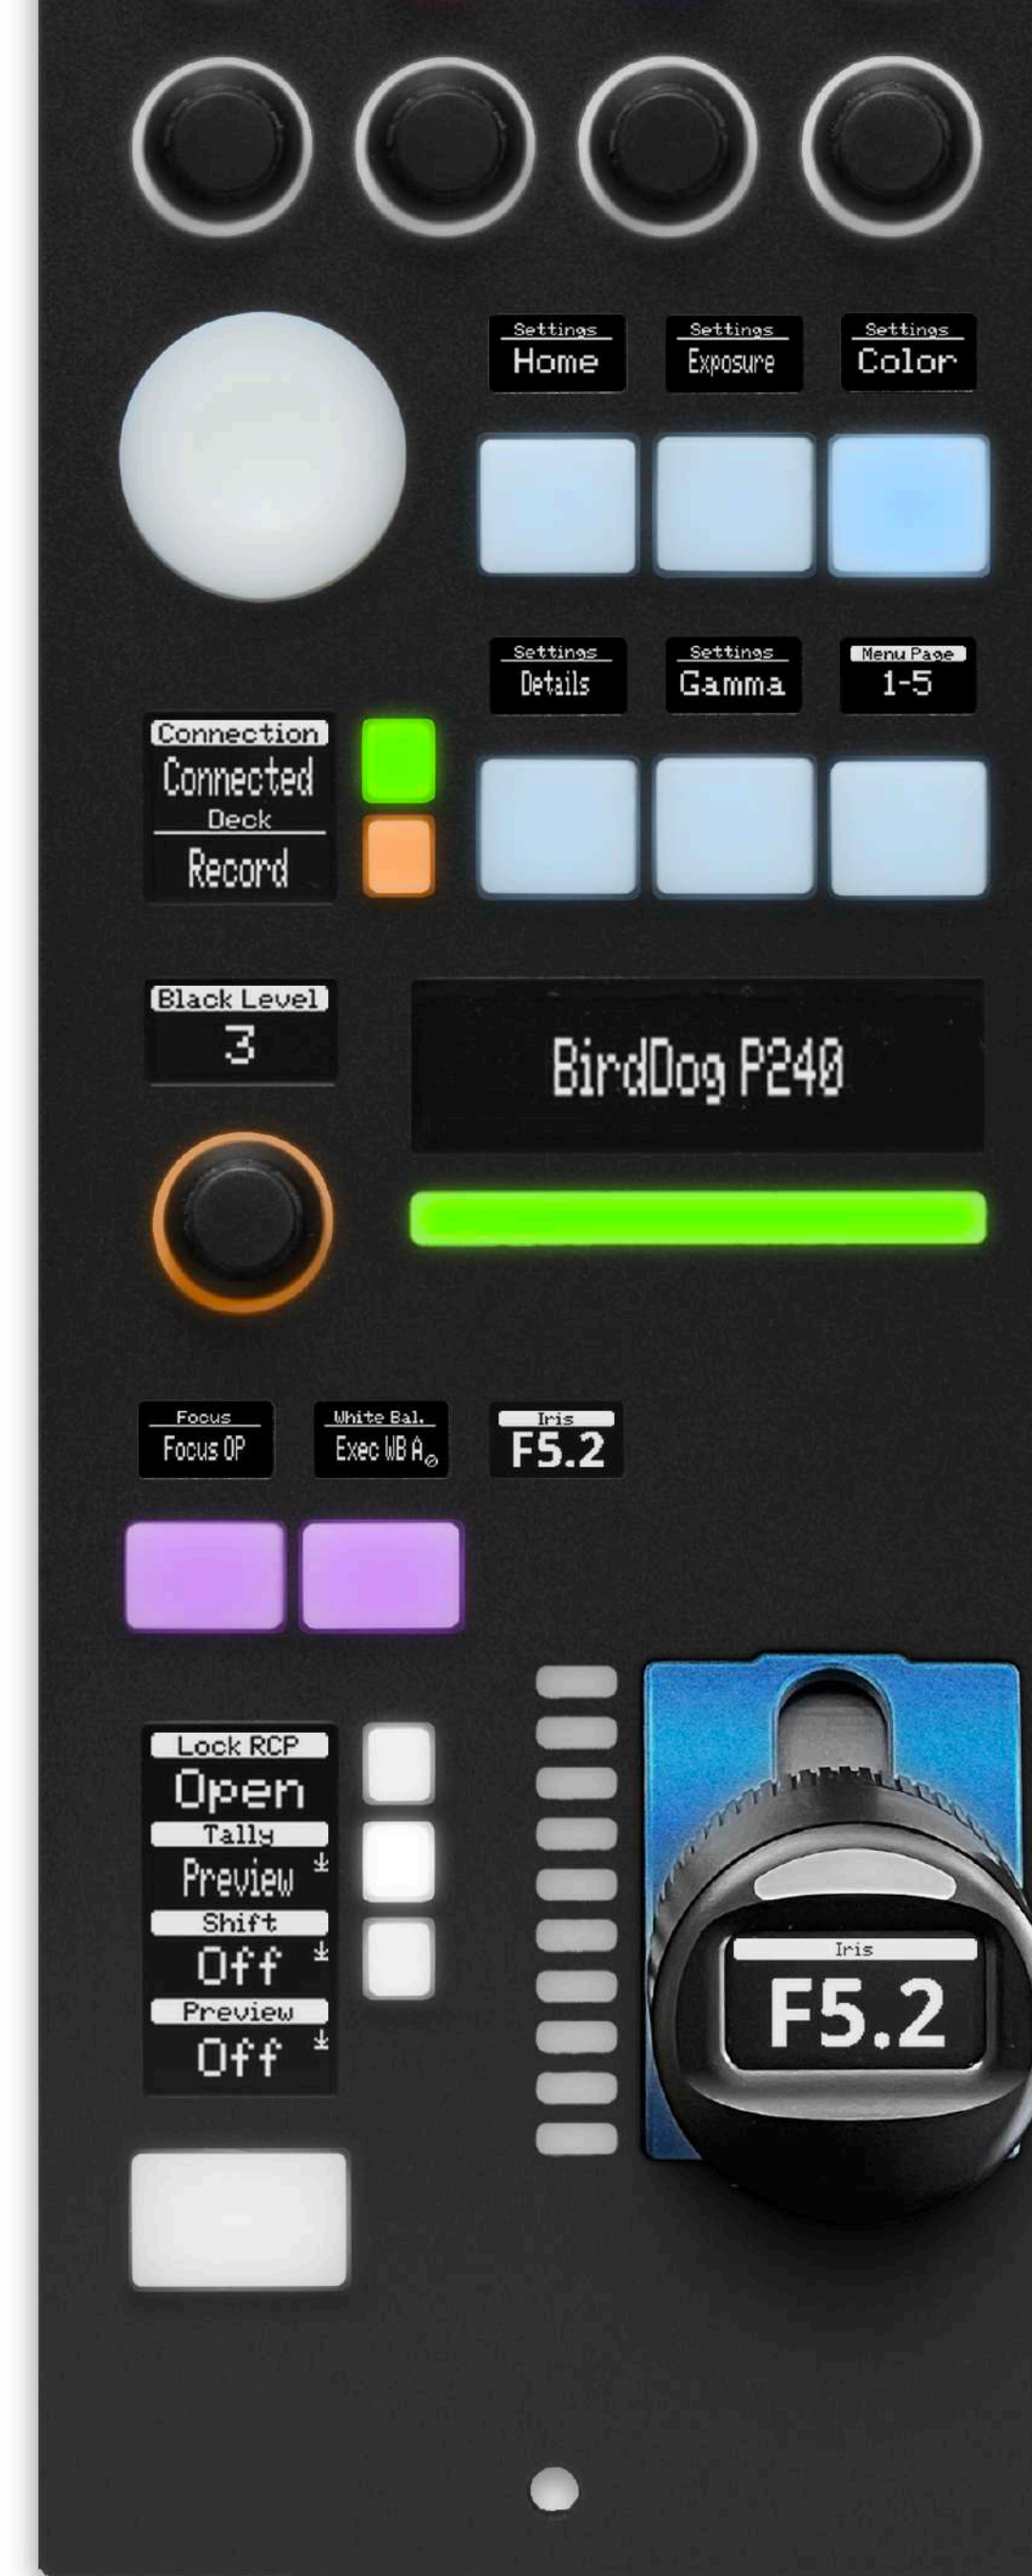 Settings
Home
Settings
Exposure
Settings
Color
Settings
Details
Settings
Gamma
Menu Page
1-5
Connection
Connected
Deck
Record
Black Level
3
BirdDog P240
Focus
Focus OP
White Bal.
Exec WB A
Iris
F5.2
Lock RCP
Open
Tally
Preview
Shift
Off
Preview
Off
Iris
F5.2